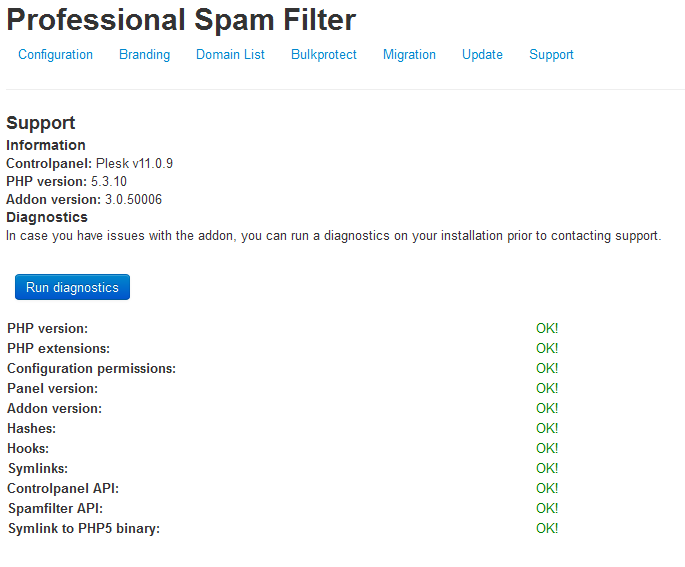 Professional Spam Filter
Configuration Branding Domain List Bulkprotect Migration Update Support
Support
Information
Controlpanel: Plesk v11.0.9
PHP version: 5.3.10
Addon version: 3.0.50006
Diagnostics
In case you have issues with the addon, you can run a diagnostics on your installation prior to contacting support.
Run diagnostics
PHP version: OK!
PHP extensions: OK!
Configuration permissions: OK!
Panel version: OK!
Addon version: OK!
Hashes: OK!
Hooks: OK!
Symlinks: OK!
Controlpanel API: OK!
Spamfilter API: OK!
Symlink to PHP5 binary: OK!